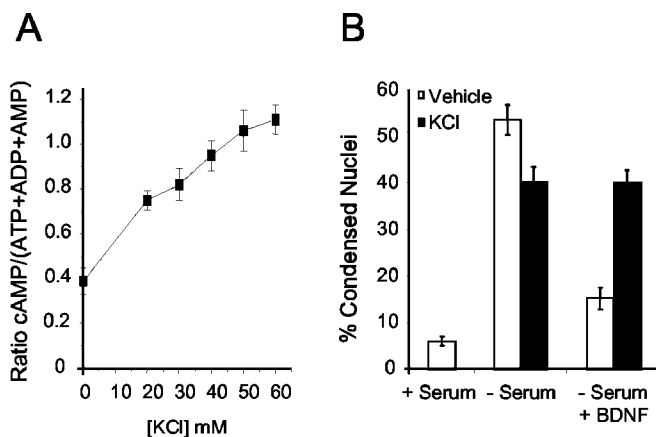 A
Ratio cAMP/(ATP+ADP+AMP)
1.2
1.0
0.8
0.6
0.4
0.2
0
0 10 20 30 40 50 60
[KCl] mM
B
% Condensed Nuclei
60
50
40
30
20
10
0
Vehicle
KCl
+ Serum - Serum - Serum
+ BDNF